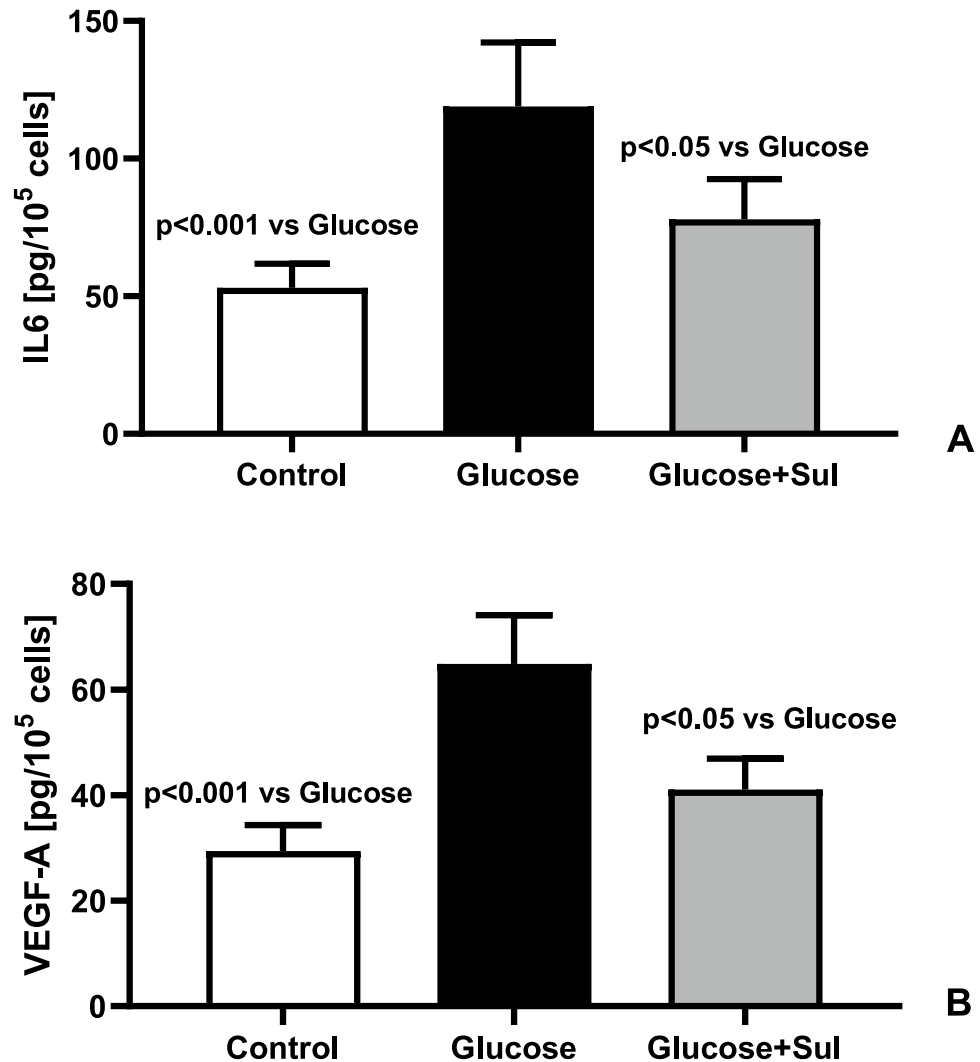 150
100
50
0
IL6 [pg/10⁵ cells]
p<0.001 vs Glucose
p<0.05 vs Glucose
Control
Glucose
Glucose+Sul
A
80
60
40
20
0
VEGF-A [pg/10⁵ cells]
p<0.001 vs Glucose
p<0.05 vs Glucose
Control
Glucose
Glucose+Sul
B